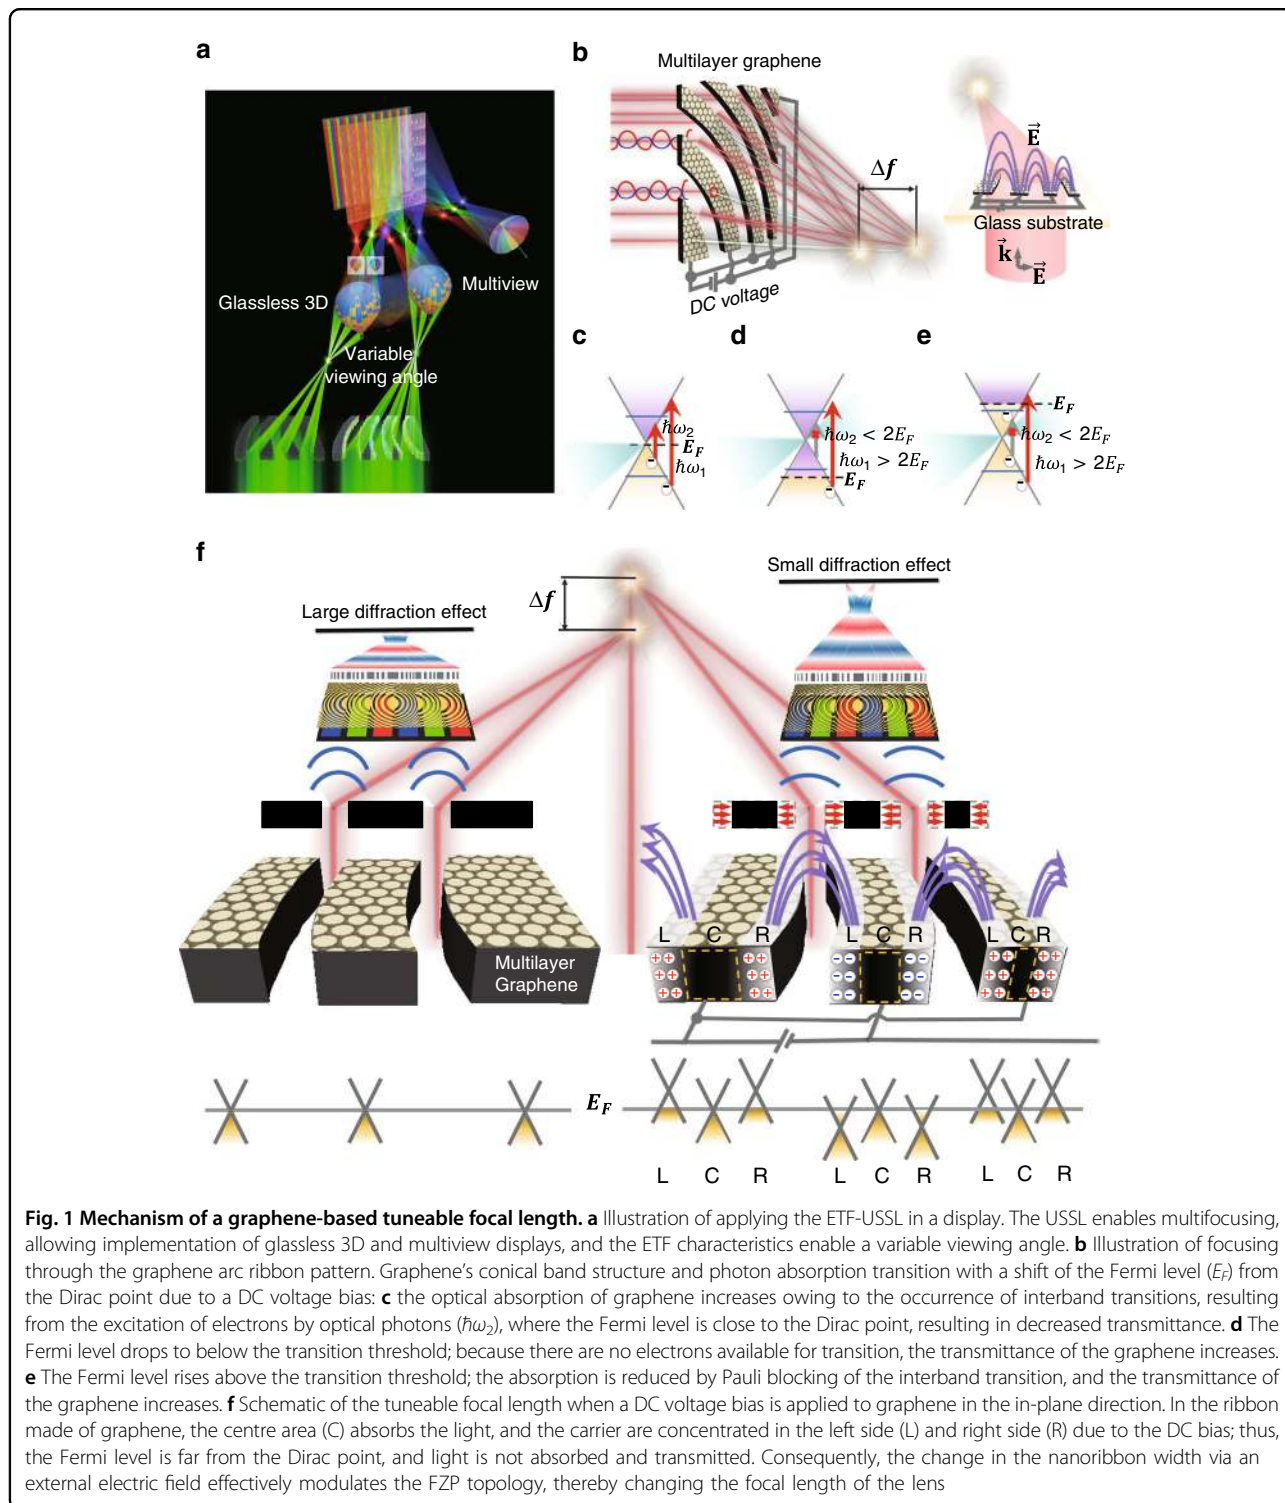 a
Glassless 3D
Multiview
Variable
viewing angle
b
Multilayer graphene
Δf
DC voltage
E⃗
Glass substrate
k⃗
E⃗
c
ħω₂
E_F
ħω₁
d
ħω₂ < 2E_F
ħω₁ > 2E_F
E_F
e
E_F
ħω₂ < 2E_F
ħω₁ > 2E_F
f
Large diffraction effect
Δf
Small diffraction effect
Multilayer
Graphene
L C R L C R L C R
E_F
L C R L C R L C R
Fig. 1 Mechanism of a graphene-based tuneable focal length. a Illustration of applying the ETF-USSL in a display. The USSL enables multifocusing,
allowing implementation of glassless 3D and multiview displays, and the ETF characteristics enable a variable viewing angle. b Illustration of focusing
through the graphene arc ribbon pattern. Graphene's conical band structure and photon absorption transition with a shift of the Fermi level (E_F) from
the Dirac point due to a DC voltage bias: c the optical absorption of graphene increases owing to the occurrence of interband transitions, resulting
from the excitation of electrons by optical photons (ħω₂), where the Fermi level is close to the Dirac point, resulting in decreased transmittance. d The
Fermi level drops to below the transition threshold; because there are no electrons available for transition, the transmittance of the graphene increases.
e The Fermi level rises above the transition threshold; the absorption is reduced by Pauli blocking of the interband transition, and the transmittance of
the graphene increases. f Schematic of the tuneable focal length when a DC voltage bias is applied to graphene in the in-plane direction. In the ribbon
made of graphene, the centre area (C) absorbs the light, and the carrier are concentrated in the left side (L) and right side (R) due to the DC bias; thus,
the Fermi level is far from the Dirac point, and light is not absorbed and transmitted. Consequently, the change in the nanoribbon width via an
external electric field effectively modulates the FZP topology, thereby changing the focal length of the lens